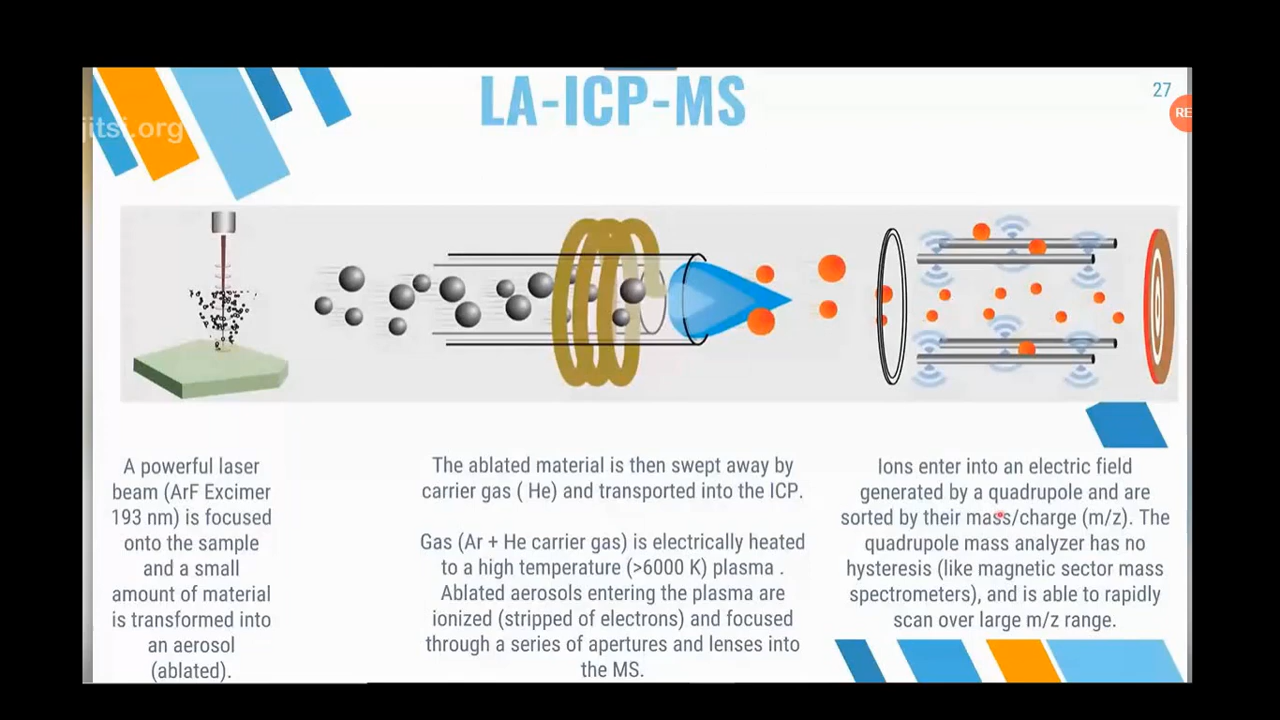 LA-ICP-MS
27
jitsi.org
RE
A powerful laser
beam (ArF Excimer
193 nm) is focused
onto the sample
and a small
amount of material
is transformed into
an aerosol
(ablated).
The ablated material is then swept away by
carrier gas ( He) and transported into the ICP.
Gas (Ar + He carrier gas) is electrically heated
to a high temperature (>6000 K) plasma .
Ablated aerosols entering the plasma are
ionized (stripped of electrons) and focused
through a series of apertures and lenses into
the MS.
Ions enter into an electric field
generated by a quadrupole and are
sorted by their mass/charge (m/z). The
quadrupole mass analyzer has no
hysteresis (like magnetic sector mass
spectrometers), and is able to rapidly
scan over large m/z range.